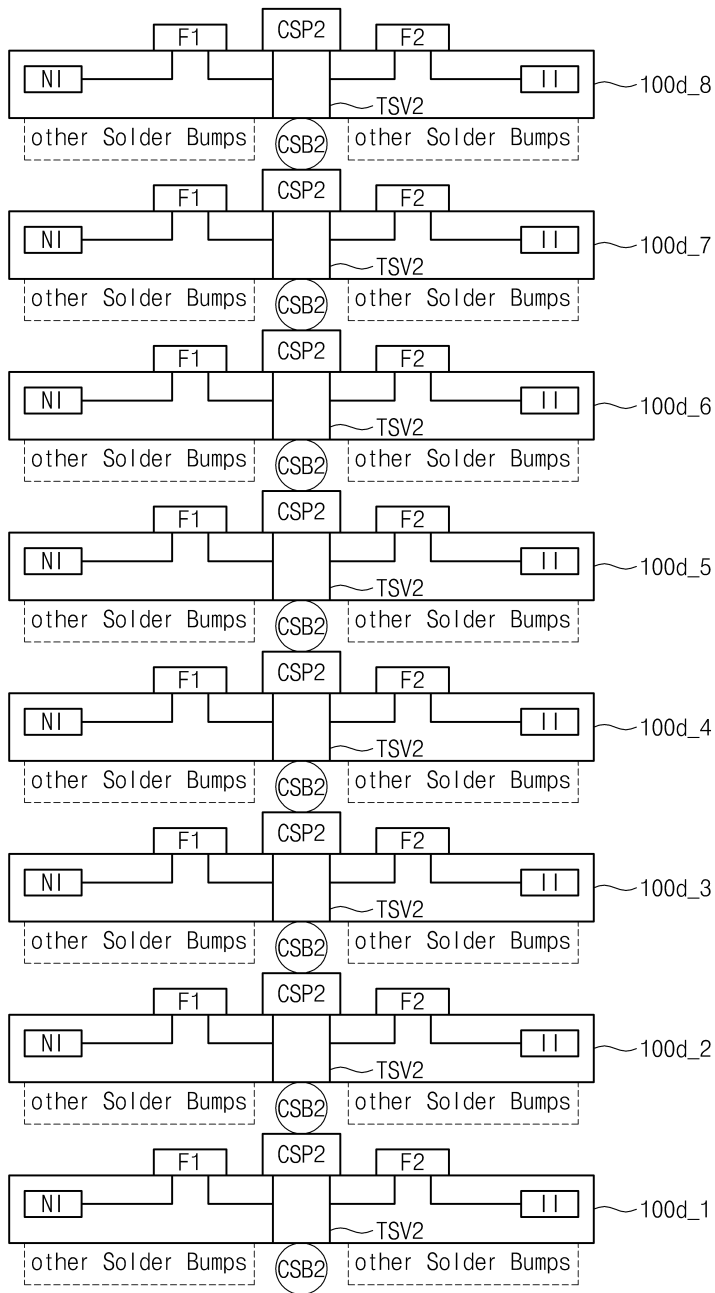 F1 CSP2 F2
NI II 100d_8
TSV2
other Solder Bumps CSB2 other Solder Bumps
F1 CSP2 F2
NI II 100d_7
TSV2
other Solder Bumps CSB2 other Solder Bumps
F1 CSP2 F2
NI II 100d_6
TSV2
other Solder Bumps CSB2 other Solder Bumps
F1 CSP2 F2
NI II 100d_5
TSV2
other Solder Bumps CSB2 other Solder Bumps
F1 CSP2 F2
NI II 100d_4
TSV2
other Solder Bumps CSB2 other Solder Bumps
F1 CSP2 F2
NI II 100d_3
TSV2
other Solder Bumps CSB2 other Solder Bumps
F1 CSP2 F2
NI II 100d_2
TSV2
other Solder Bumps CSB2 other Solder Bumps
F1 CSP2 F2
NI II 100d_1
TSV2
other Solder Bumps CSB2 other Solder Bumps